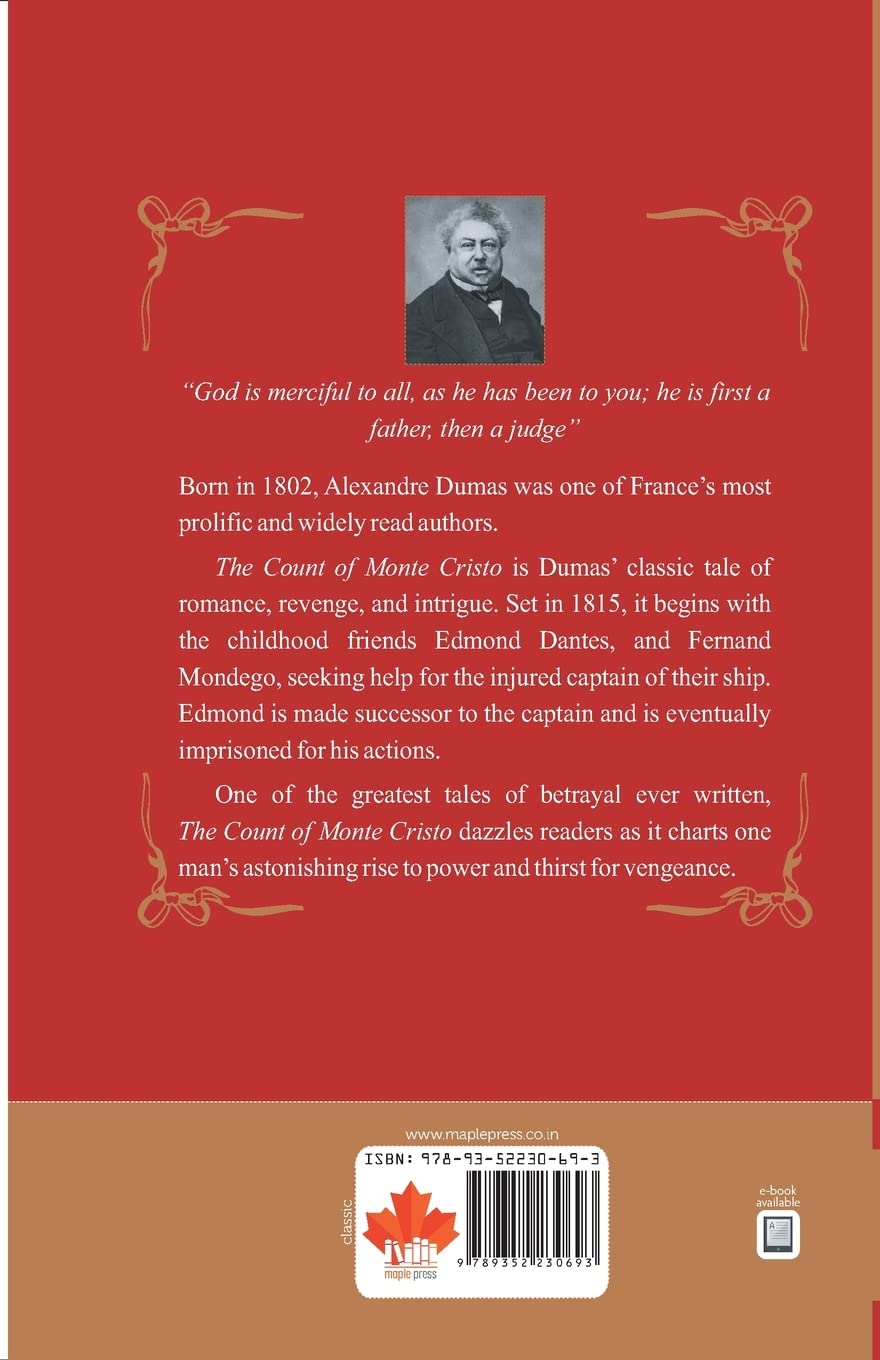 “God is merciful to all, as he has been to you; he is first a
father, then a judge”
Born in 1802, Alexandre Dumas was one of France’s most
prolific and widely read authors.
The Count of Monte Cristo is Dumas’ classic tale of
romance, revenge, and intrigue. Set in 1815, it begins with
the childhood friends Edmond Dantes, and Fernand
Mondego, seeking help for the injured captain of their ship.
Edmond is made successor to the captain and is eventually
imprisoned for his actions.
One of the greatest tales of betrayal ever written,
The Count of Monte Cristo dazzles readers as it charts one
man’s astonishing rise to power and thirst for vengeance.
www.maplepress.co.in
ISBN: 978-93-52230-69-3
classic
maple press
9 789352 230693
e-book
available
A